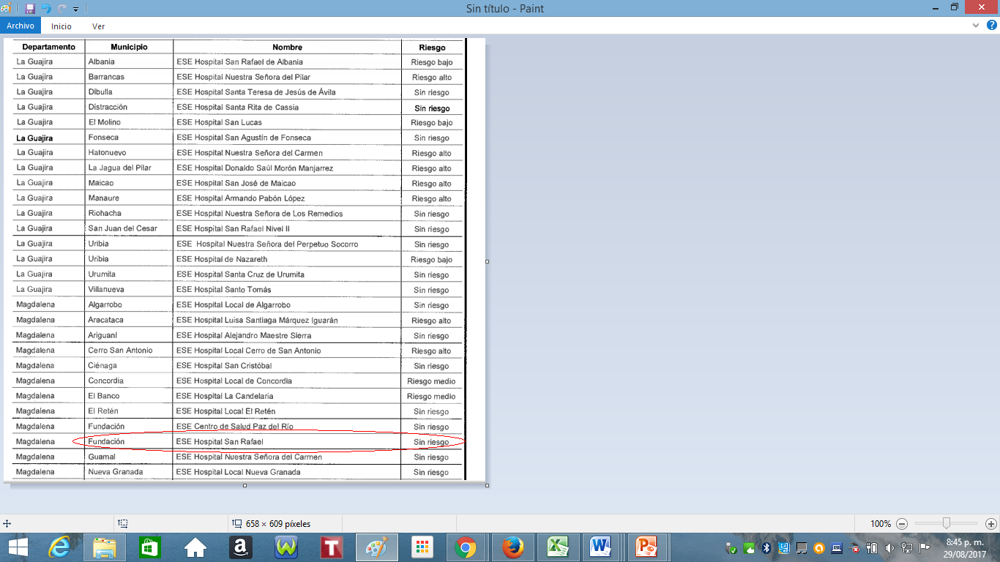 Sin título - Paint
Archivo Inicio Ver
Departamento Municipio Nombre Riesgo
La Guajira Albania ESE Hospital San Rafael de Albania Riesgo bajo
La Guajira Barrancas ESE Hospital Nuestra Señora del Pilar Riesgo alto
La Guajira Dibulla ESE Hospital Santa Teresa de Jesús de Ávila Sin riesgo
La Guajira Distracción ESE Hospital Santa Rita de Cassia Sin riesgo
La Guajira El Molino ESE Hospital San Lucas Riesgo bajo
La Guajira Fonseca ESE Hospital San Agustín de Fonseca Sin riesgo
La Guajira Hatonuevo ESE Hospital Nuestra Señora del Carmen Riesgo alto
La Guajira La Jagua del Pilar ESE Hospital Donaldo Saúl Morón Manjarrez Riesgo alto
La Guajira Maicao ESE Hospital San José de Maicao Riesgo alto
La Guajira Manaure ESE Hospital Armando Pabón López Riesgo alto
La Guajira Riohacha ESE Hospital Nuestra Señora de Los Remedios Sin riesgo
La Guajira San Juan del Cesar ESE Hospital San Rafael Nivel II Sin riesgo
La Guajira Uribia ESE Hospital Nuestra Señora del Perpetuo Socorro Sin riesgo
La Guajira Uribia ESE Hospital de Nazareth Riesgo bajo
La Guajira Urumita ESE Hospital Santa Cruz de Urumita Sin riesgo
La Guajira Villanueva ESE Hospital Santo Tomás Sin riesgo
Magdalena Algarrobo ESE Hospital Local de Algarrobo Sin riesgo
Magdalena Aracataca ESE Hospital Luisa Santiaga Márquez Iguarán Riesgo alto
Magdalena Ariguaní ESE Hospital Alejandro Maestre Sierra Sin riesgo
Magdalena Cerro San Antonio ESE Hospital Local Cerro de San Antonio Riesgo alto
Magdalena Ciénaga ESE Hospital San Cristóbal Sin riesgo
Magdalena Concordia ESE Hospital Local de Concordia Riesgo medio
Magdalena El Banco ESE Hospital La Candelaria Riesgo medio
Magdalena El Retén ESE Hospital Local El Retén Sin riesgo
Magdalena Fundación ESE Centro de Salud Paz del Río Sin riesgo
Magdalena Fundación ESE Hospital San Rafael Sin riesgo
Magdalena Guamal ESE Hospital Nuestra Señora del Carmen Sin riesgo
Magdalena Nueva Granada ESE Hospital Local Nueva Granada Sin riesgo
658 × 609 píxeles 100%
8:45 p. m.
29/08/2017